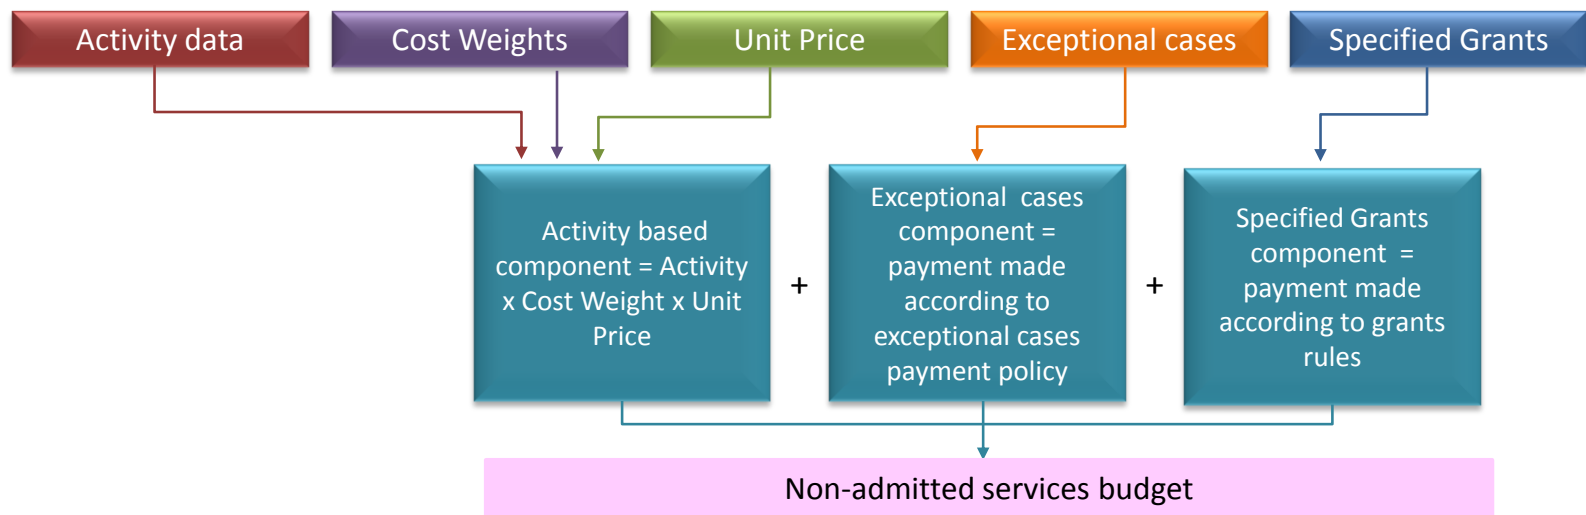 Activity data
Cost Weights
Unit Price
Exceptional cases
Specified Grants
Activity based
component = Activity
x Cost Weight x Unit
Price
+
Exceptional cases
component =
payment made
according to
exceptional cases
payment policy
+
Specified Grants
component =
payment made
according to grants
rules
Non-admitted services budget